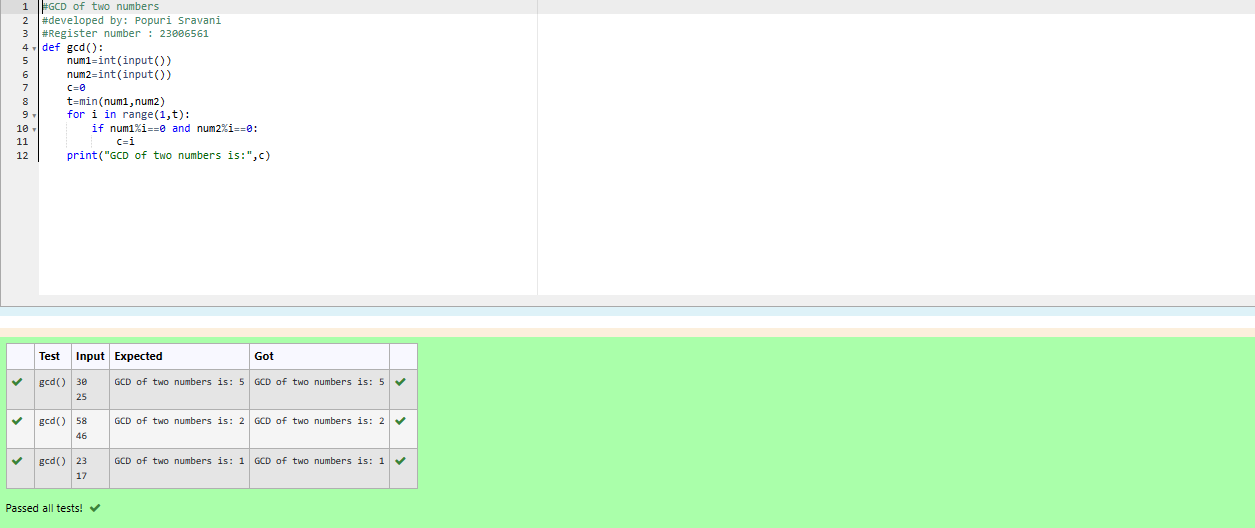 1 #GCD of two numbers
2 #developed by: Popuri Sravani
3 #Register number : 23006561
4 def gcd():
5     num1=int(input())
6     num2=int(input())
7     c=0
8     t=min(num1,num2)
9     for i in range(1,t):
10         if num1%i==0 and num2%i==0:
11             c=i
12     print("GCD of two numbers is:",c)
Test Input Expected Got
gcd() 30 GCD of two numbers is: 5 GCD of two numbers is: 5
25
gcd() 58 GCD of two numbers is: 2 GCD of two numbers is: 2
46
gcd() 23 GCD of two numbers is: 1 GCD of two numbers is: 1
17
Passed all tests!